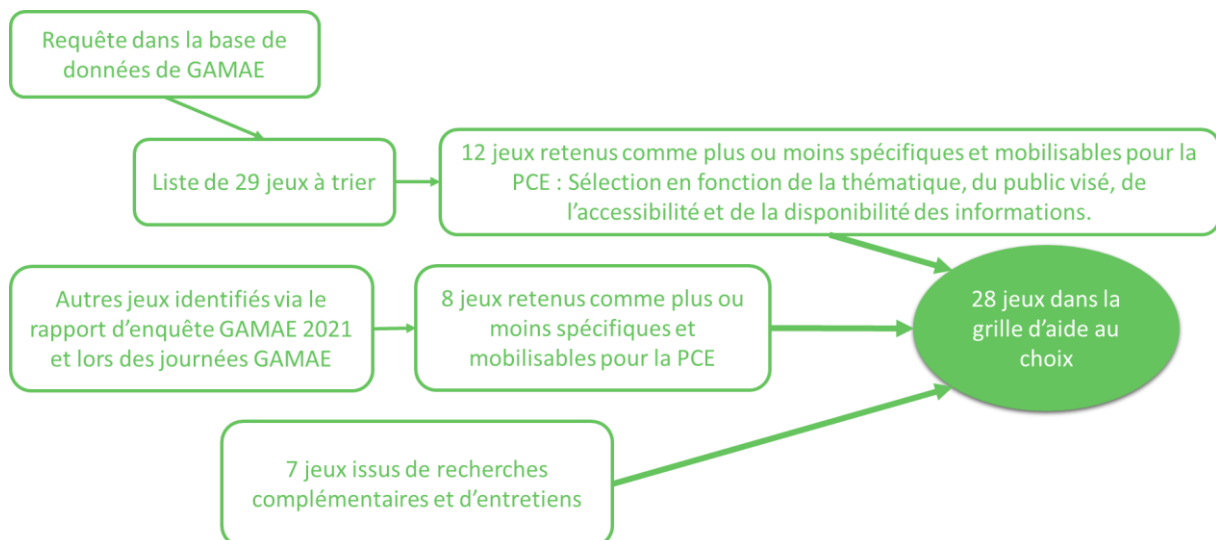 Requête dans la base de
données de GAMAE
Liste de 29 jeux à trier
12 jeux retenus comme plus ou moins spécifiques et mobilisables pour la
PCE : Sélection en fonction de la thématique, du public visé, de
l’accessibilité et de la disponibilité des informations.
Autres jeux identifiés via le
rapport d’enquête GAMAE 2021
et lors des journées GAMAE
8 jeux retenus comme plus ou
moins spécifiques et
mobilisables pour la PCE
28 jeux dans la
grille d’aide au
choix
7 jeux issus de recherches
complémentaires et d’entretiens